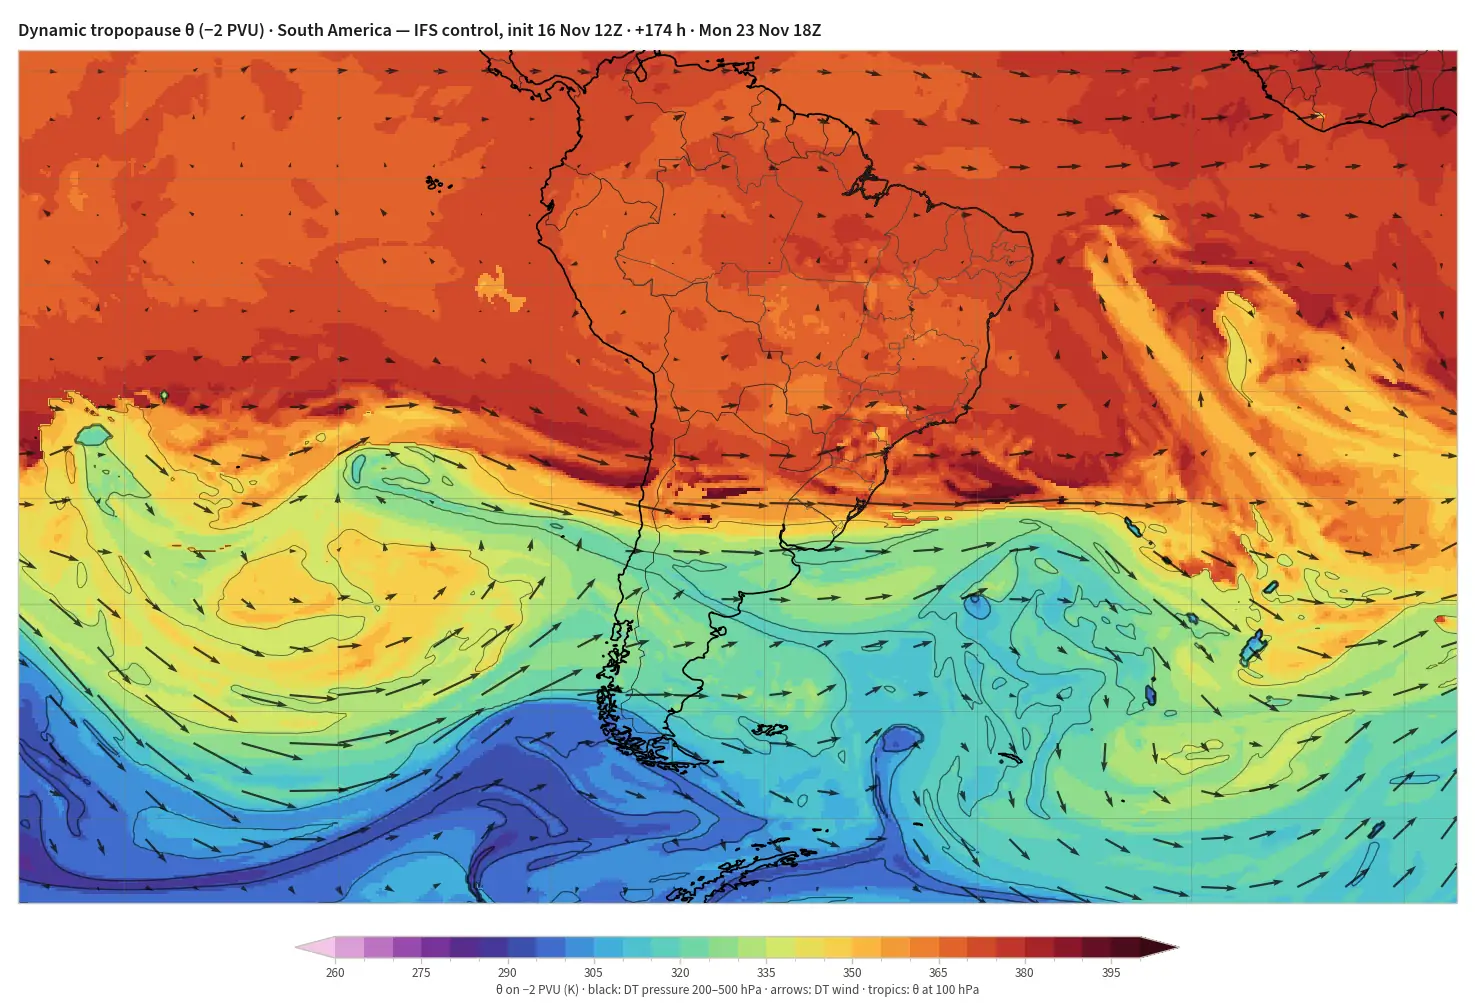 Dynamic tropopause θ (−2 PVU) · South America — IFS control, init 16 Nov 12Z · +174 h · Mon 23 Nov 18Z
260 275 290 305 320 335 350 365 380 395
θ on −2 PVU (K) · black: DT pressure 200–500 hPa · arrows: DT wind · tropics: θ at 100 hPa